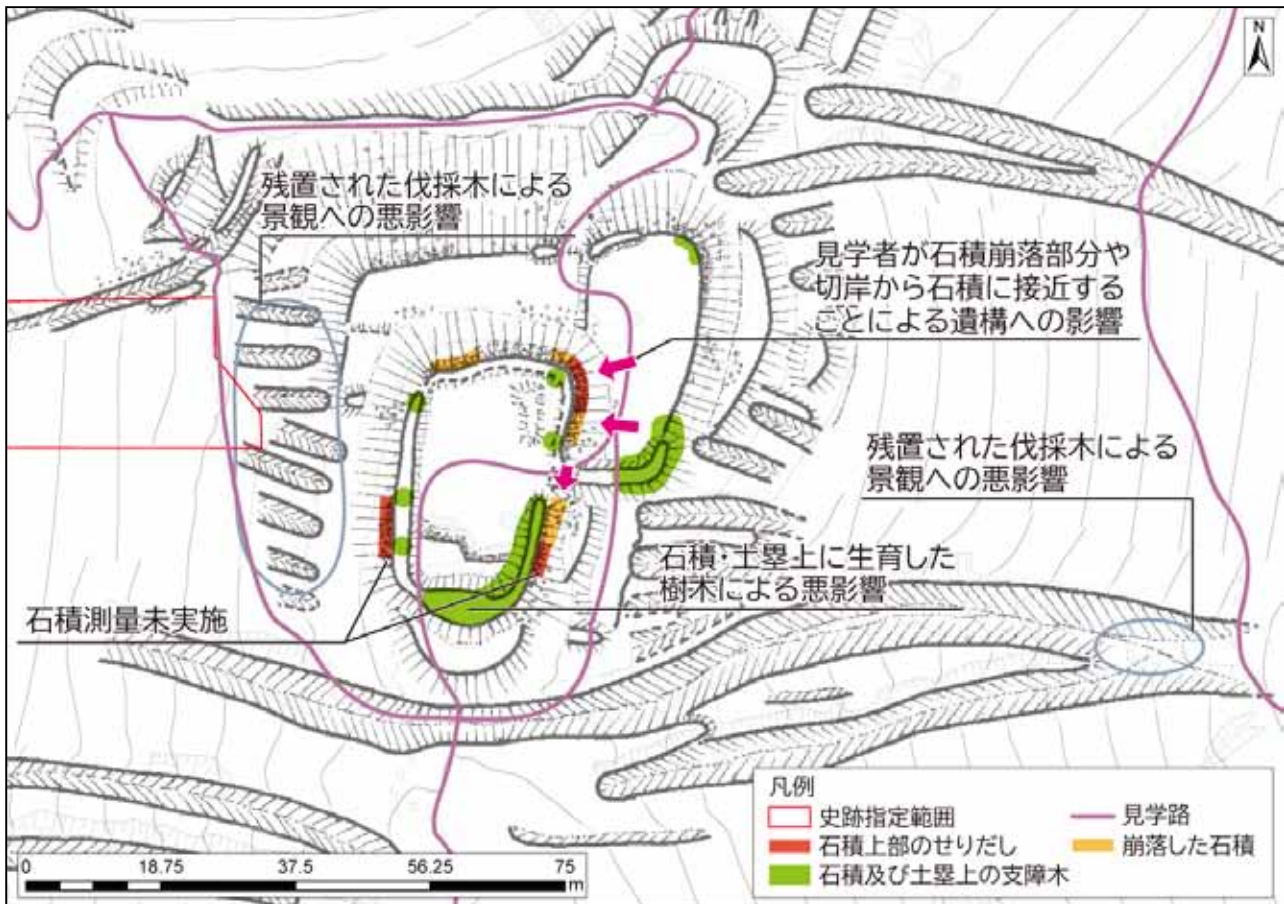 N
残置された伐採木による
景観への悪影響
見学者が石積崩落部分や
切岸から石積に接近する
ことによる遺構への影響
残置された伐採木による
景観への悪影響
石積・土塁上に生育した
樹木による悪影響
石積測量未実施
凡例
史跡指定範囲
見学路
石積上部のせりだし
崩落した石積
石積及び土塁上の支障木
0 18.75 37.5 56.25 75
m